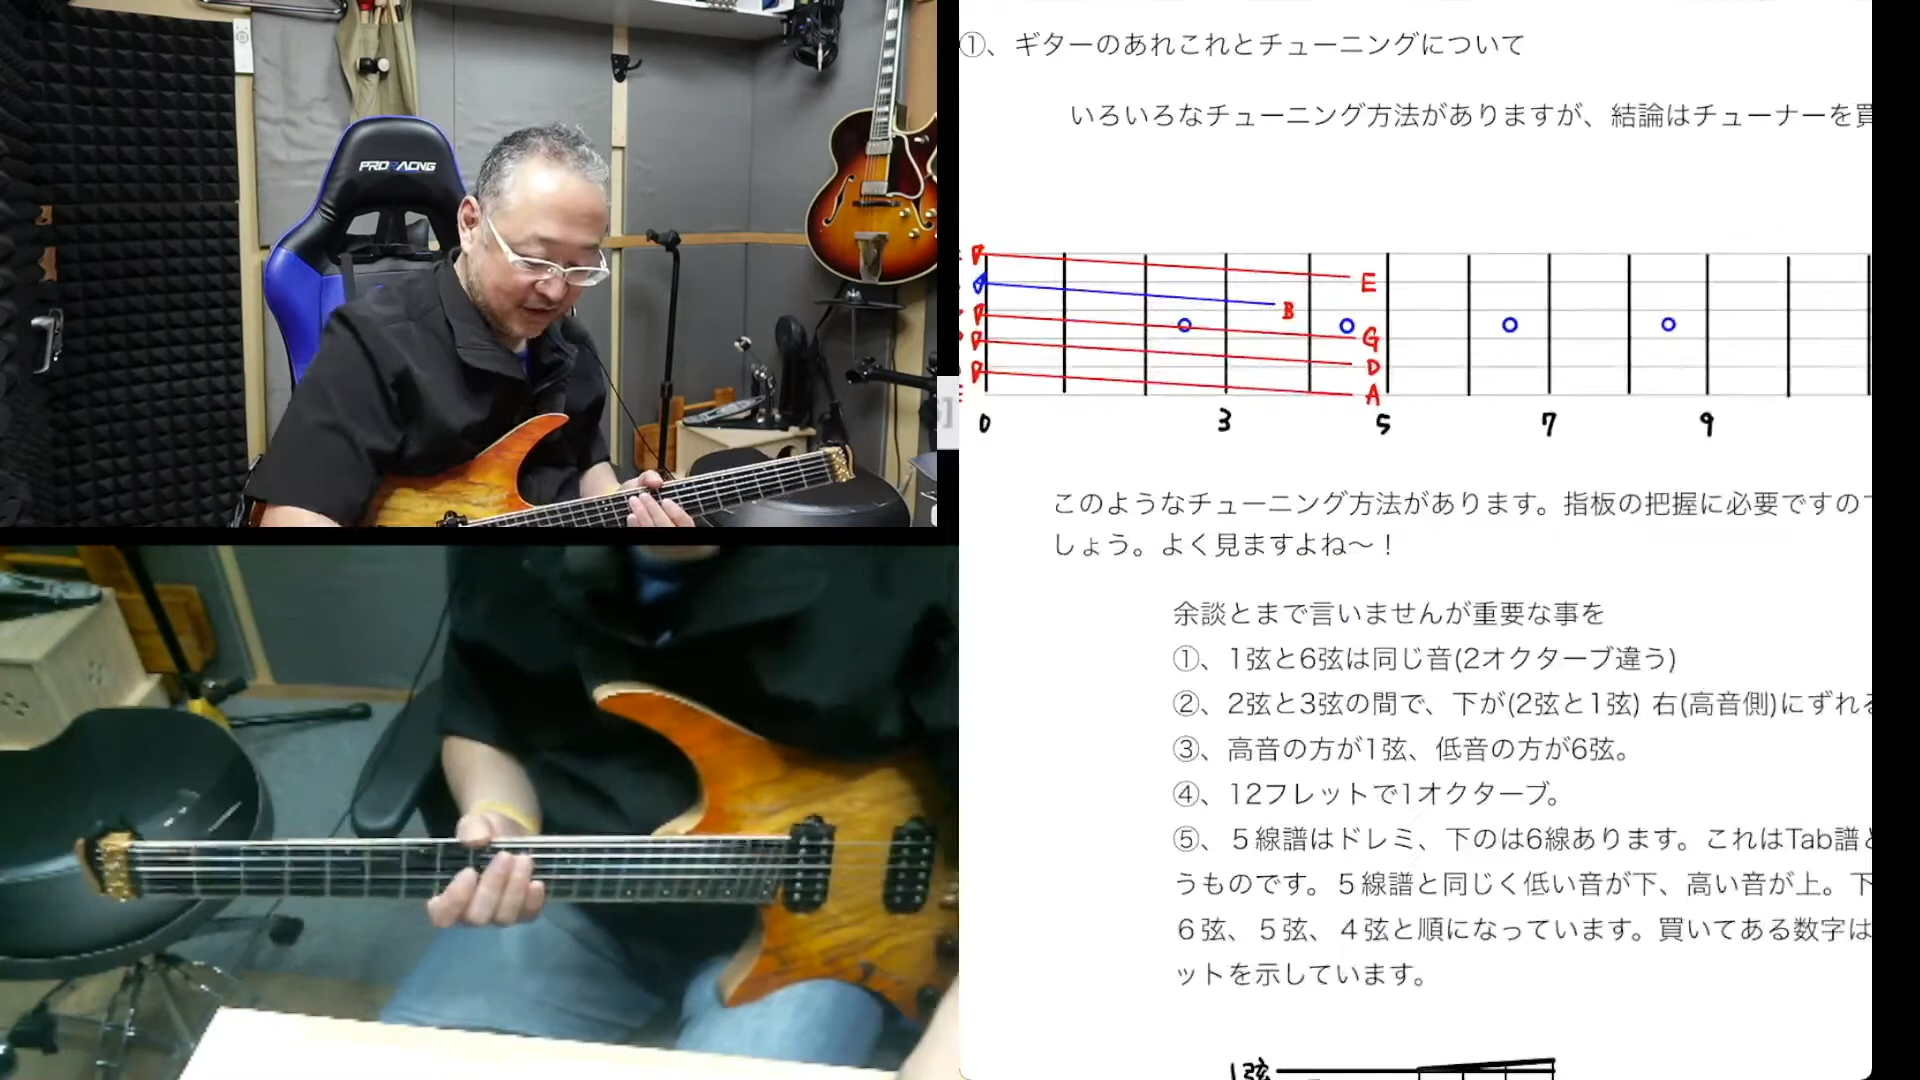 PRORACNG
①、ギターのあれこれとチューニングについて
いろいろなチューニング方法がありますが、結論はチューナーを買
E
B
G
D
A
0 3 5 7 9
このようなチューニング方法があります。指板の把握に必要ですので
しょう。よく見ますよね〜！
余談とまで言いませんが重要な事を
①、1弦と6弦は同じ音(2オクターブ違う)
②、2弦と3弦の間で、下が(2弦と1弦) 右(高音側)にずれる
③、高音の方が1弦、低音の方が6弦。
④、12フレットで1オクターブ。
⑤、５線譜はドレミ、下のは6線あります。これはTab譜と
うものです。５線譜と同じく低い音が下、高い音が上。下
６弦、５弦、４弦と順になっています。買いてある数字は
ットを示しています。
1弦